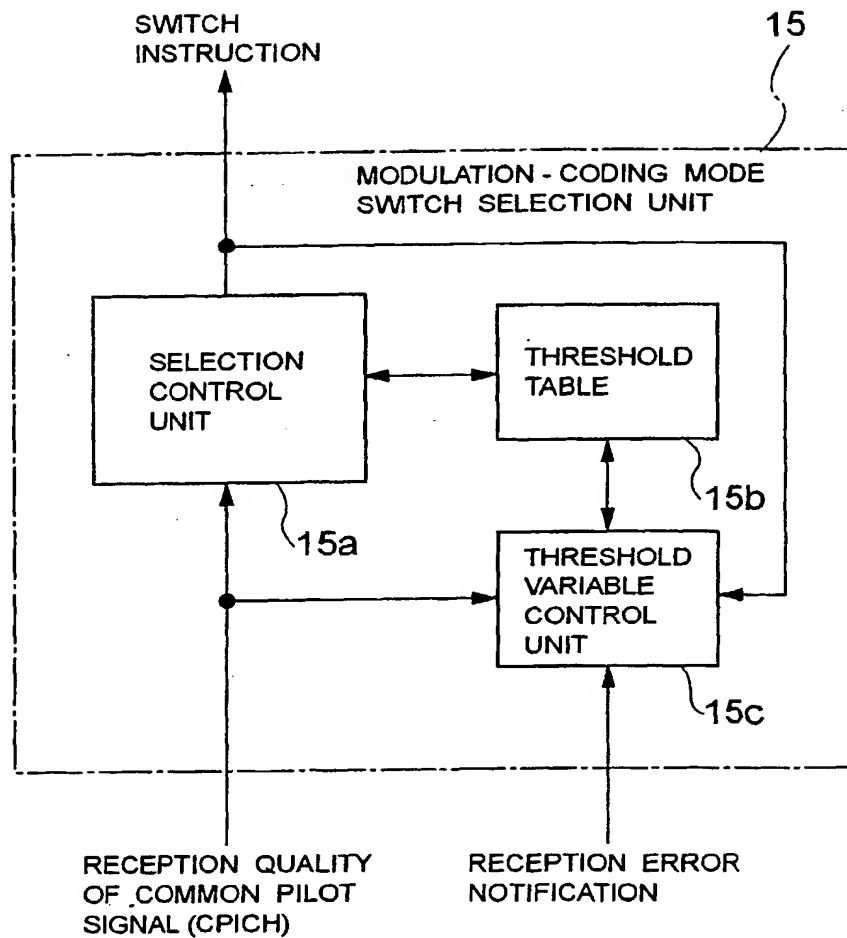 SWITCH
INSTRUCTION
15
MODULATION - CODING MODE
SWITCH SELECTION UNIT
SELECTION
CONTROL
UNIT
THRESHOLD
TABLE
15b
15a
THRESHOLD
VARIABLE
CONTROL
UNIT
15c
RECEPTION QUALITY
OF COMMON PILOT
SIGNAL (CPICH)
RECEPTION ERROR
NOTIFICATION